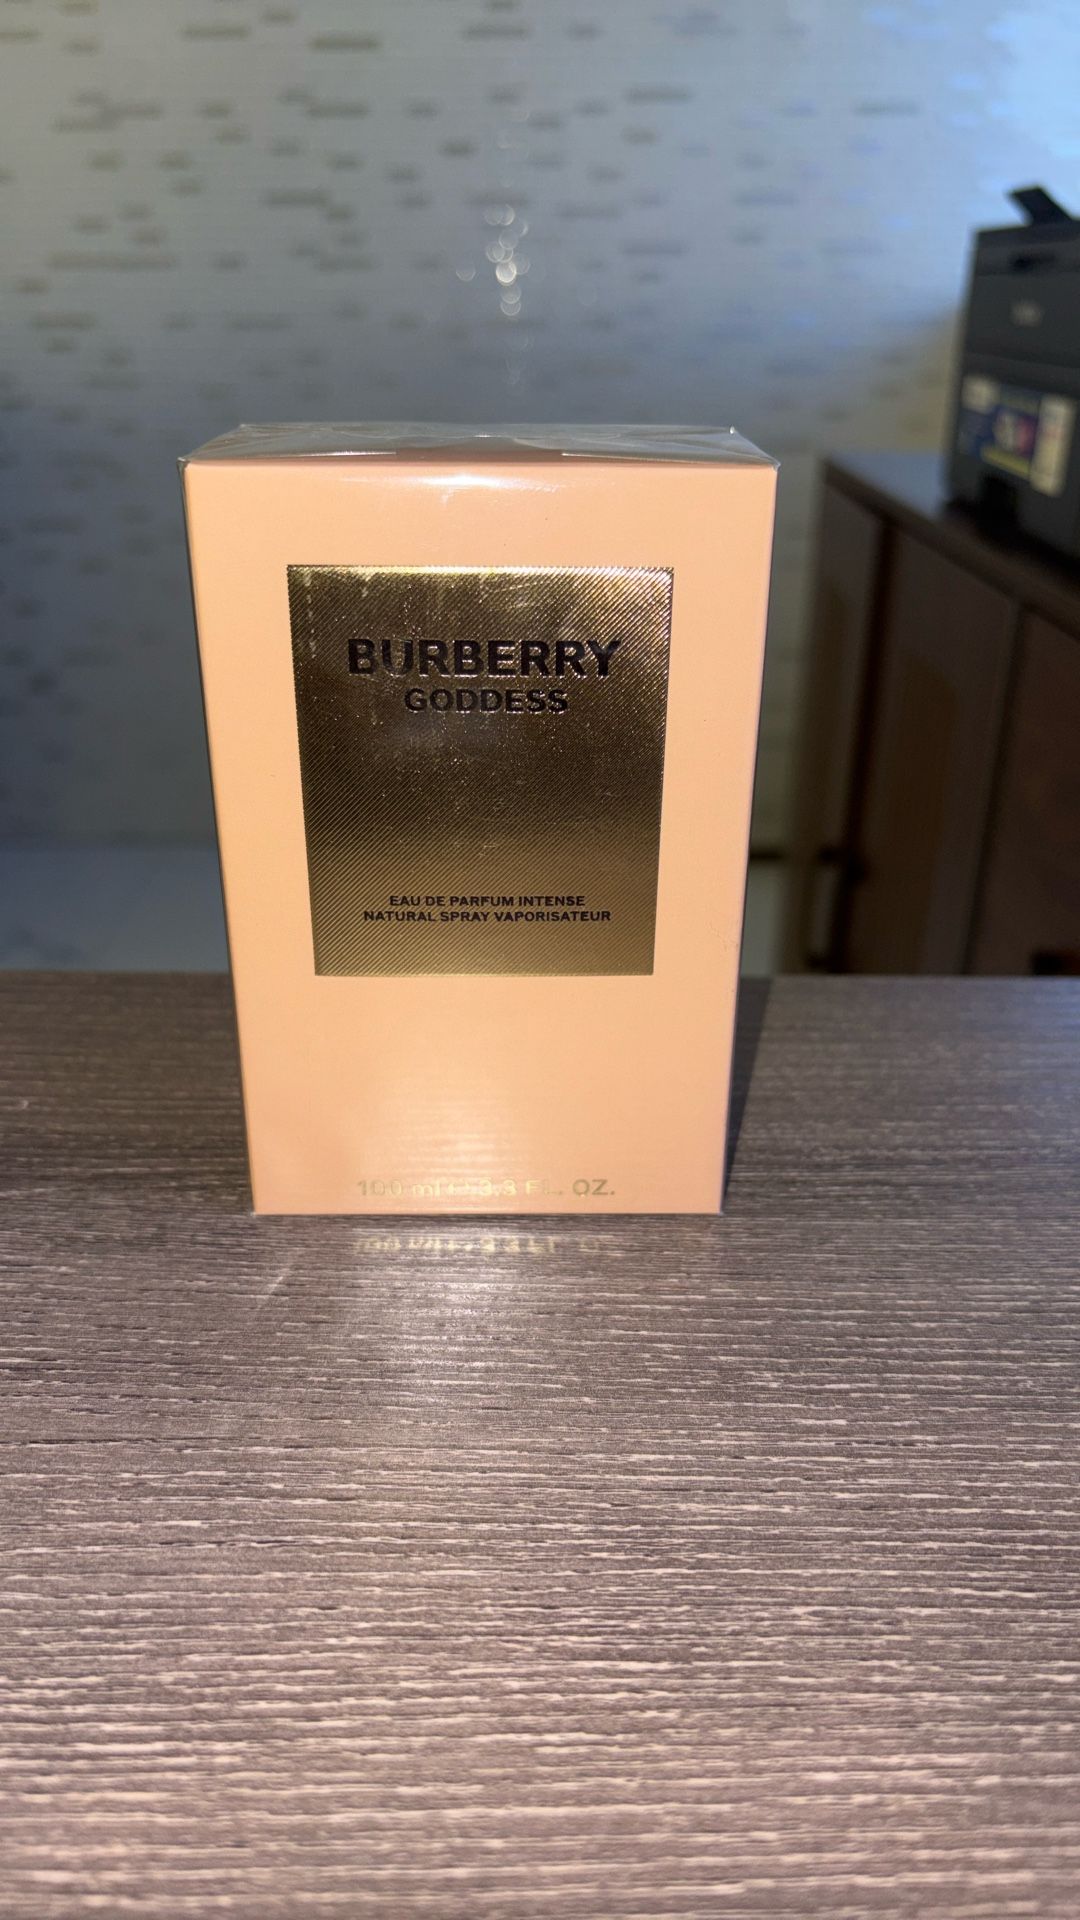 BURBERRY
GODDESS
EAU DE PARFUM INTENSE
NATURAL SPRAY VAPORISATEUR
100 ml ℮ 3.3 FL. OZ.